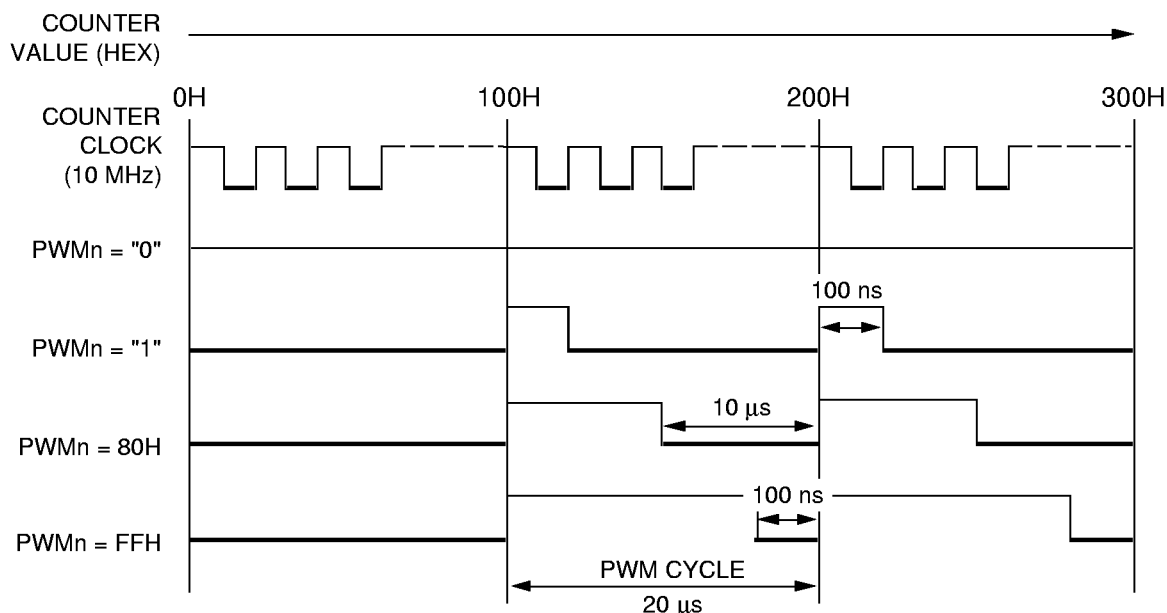 COUNTER
VALUE (HEX)
0H 100H 200H 300H
COUNTER
CLOCK
(10 MHz)
PWMn = "0"
100 ns
PWMn = "1"
10 µs
PWMn = 80H
100 ns
PWMn = FFH
PWM CYCLE
20 µs